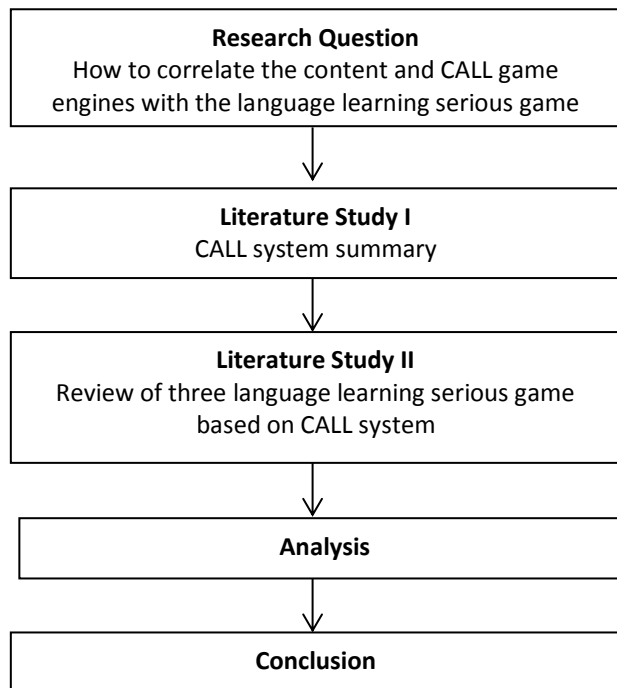 Research Question
How to correlate the content and CALL game
engines with the language learning serious game
Literature Study I
CALL system summary
Literature Study II
Review of three language learning serious game
based on CALL system
Analysis
Conclusion